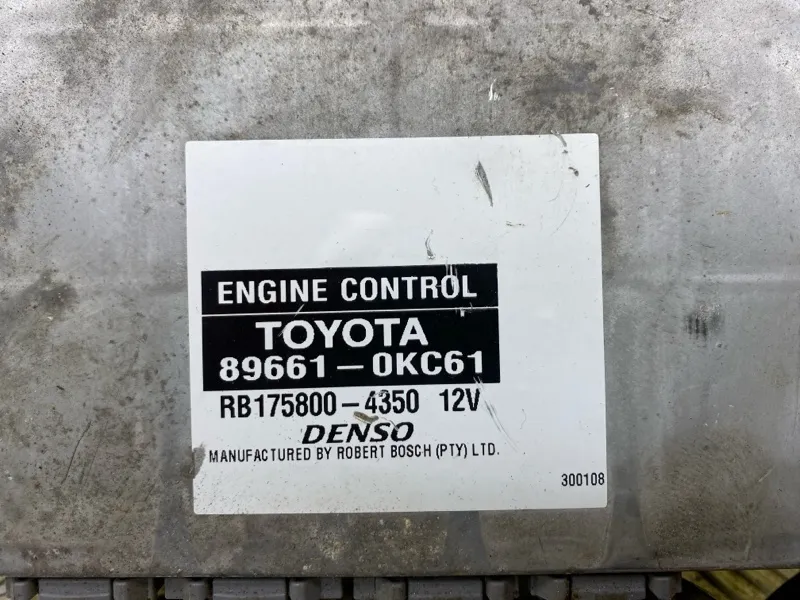 ENGINE CONTROL
TOYOTA
89661-0KC61
RB175800-4350 12V
DENSO
MANUFACTURED BY ROBERT BOSCH (PTY) LTD.
300108